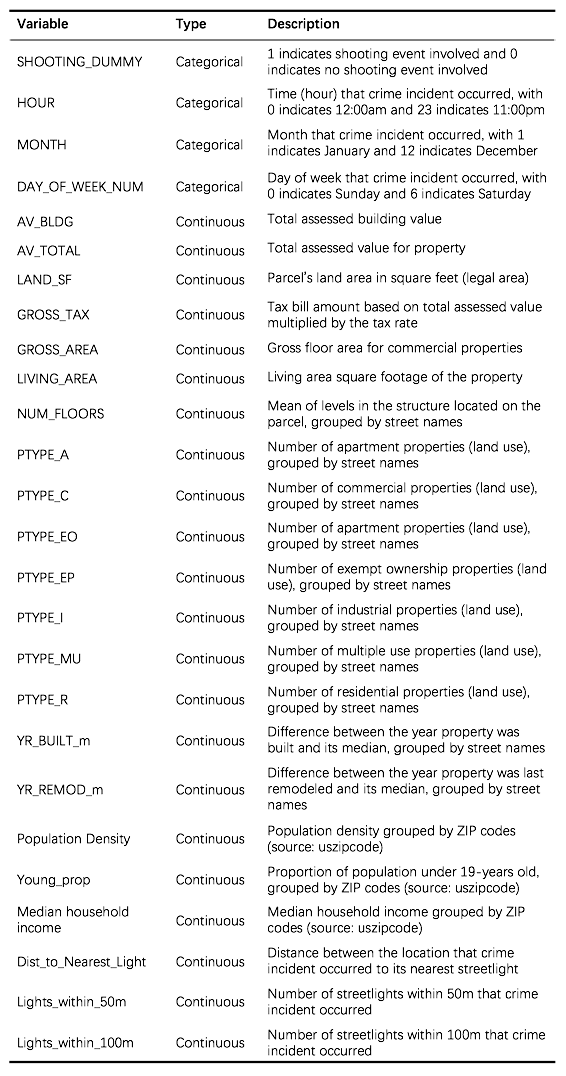 Variable Type Description
SHOOTING_DUMMY Categorical 1 indicates shooting event involved and 0
indicates no shooting event involved
HOUR Categorical Time (hour) that crime incident occurred, with
0 indicates 12:00am and 23 indicates 11:00pm
MONTH Categorical Month that crime incident occurred, with 1
indicates January and 12 indicates December
DAY_OF_WEEK_NUM Categorical Day of week that crime incident occurred, with
0 indicates Sunday and 6 indicates Saturday
AV_BLDG Continuous Total assessed building value
AV_TOTAL Continuous Total assessed value for property
LAND_SF Continuous Parcel's land area in square feet (legal area)
GROSS_TAX Continuous Tax bill amount based on total assessed value
multiplied by the tax rate
GROSS_AREA Continuous Gross floor area for commercial properties
LIVING_AREA Continuous Living area square footage of the property
NUM_FLOORS Continuous Mean of levels in the structure located on the
parcel, grouped by street names
PTYPE_A Continuous Number of apartment properties (land use),
grouped by street names
PTYPE_C Continuous Number of commercial properties (land use),
grouped by street names
PTYPE_EO Continuous Number of apartment properties (land use),
grouped by street names
PTYPE_EP Continuous Number of exempt ownership properties (land
use), grouped by street names
PTYPE_I Continuous Number of industrial properties (land use),
grouped by street names
PTYPE_MU Continuous Number of multiple use properties (land use),
grouped by street names
PTYPE_R Continuous Number of residential properties (land use),
grouped by street names
YR_BUILT_m Continuous Difference between the year property was
built and its median, grouped by street names
YR_REMOD_m Continuous Difference between the year property was last
remodeled and its median, grouped by street
names
Population Density Continuous Population density grouped by ZIP codes
(source: uszipcode)
Young_prop Continuous Proportion of population under 19-years old,
grouped by ZIP codes (source: uszipcode)
Median household
income Continuous Median household income grouped by ZIP
codes (source: uszipcode)
Dist_to_Nearest_Light Continuous Distance between the location that crime
incident occurred to its nearest streetlight
Lights_within_50m Continuous Number of streetlights within 50m that crime
incident occurred
Lights_within_100m Continuous Number of streetlights within 100m that crime
incident occurred